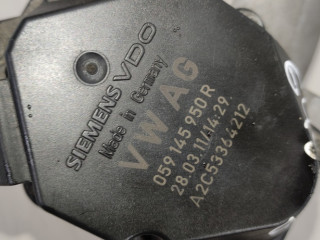 SIEMENS VDO
Made in Germany
VW AG
059 145 950 R
28.03.11/14:29
A2C53364212